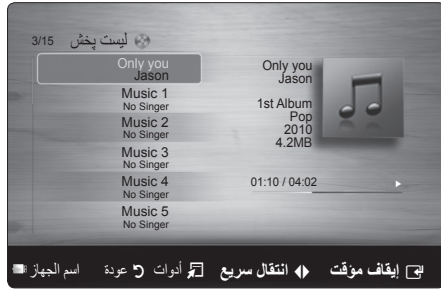 لیست پخش 3/15
Only you
Jason
Music 1
No Singer
Music 2
No Singer
Music 3
No Singer
Music 4
No Singer
Music 5
No Singer
Only you
Jason
1st Album
Pop
2010
4.2MB
01:10 / 04:02
إيقاف مؤقت انتقال سريع أدوات عودة اسم الجهاز